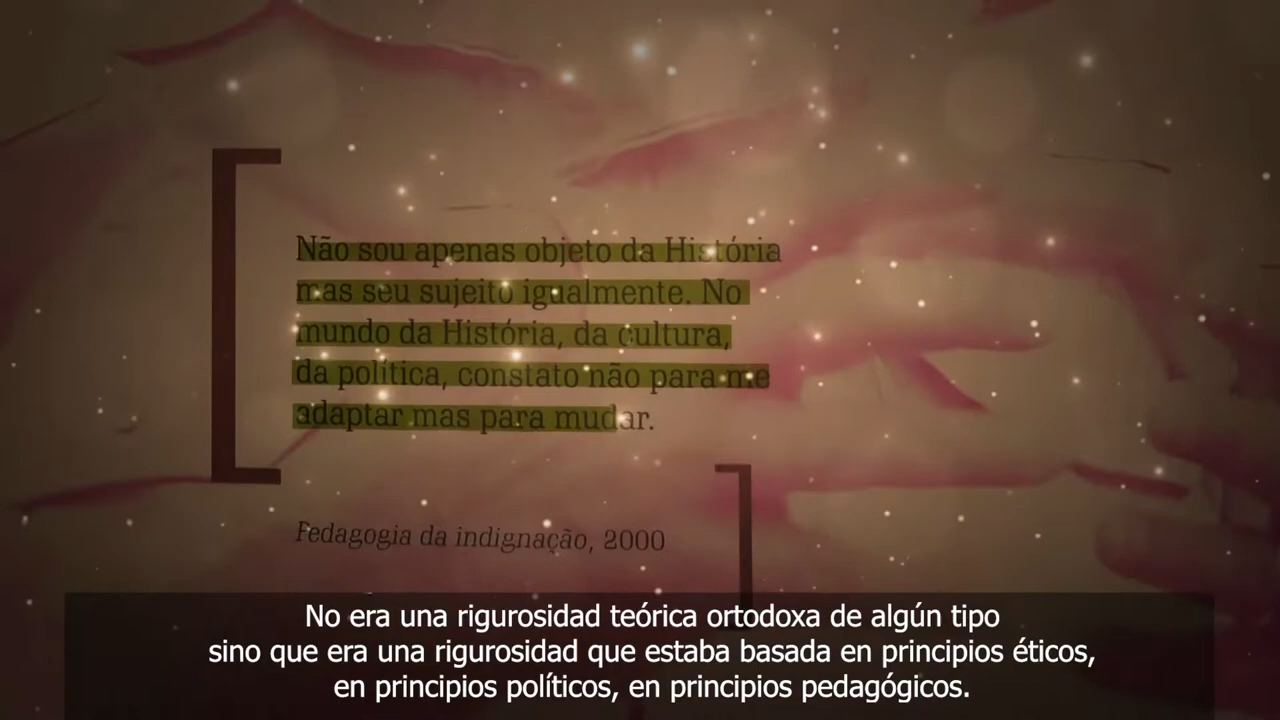 Não sou apenas objeto da História
mas seu sujeito igualmente. No
mundo da História, da cultura,
da política, constato não para me
adaptar mas para mudar.
Pedagogia da indignação, 2000
No era una rigurosidad teórica ortodoxa de algún tipo
sino que era una rigurosidad que estaba basada en principios éticos,
en principios políticos, en principios pedagógicos.